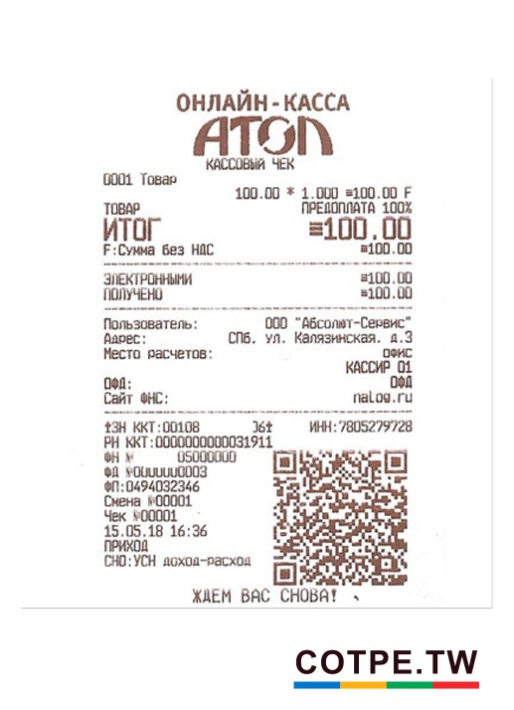 ОНЛАЙН-КАССА
АТОЛ
КАССОВЫЙ ЧЕК
0001 Товар
100.00 * 1.000 ≡100.00 F
ТОВАР ПРЕДОПЛАТА 100%
ИТОГ ≡100.00
F:Сумма без НДС ≡100.00
ЭЛЕКТРОННЫМИ ≡100.00
ПОЛУЧЕНО ≡100.00
Пользователь: ООО "Абсолют-Сервис"
Адрес: СПб, ул. Калязинская, д.3
Место расчетов: офис
КАССИР 01
ОФД: ОФД
Сайт ФНС: nalog.ru
ЗН ККТ:00108 ИНН:7805279728
РН ККТ:0000000000031911
ФН № 05000000
ФД №0000000003
ФП:0494032346
Смена №00001
Чек №00001
15.05.18 16:36
ПРИХОД
СНО:УСН доход-расход
ЖДЕМ ВАС СНОВА!
COTPE.TW